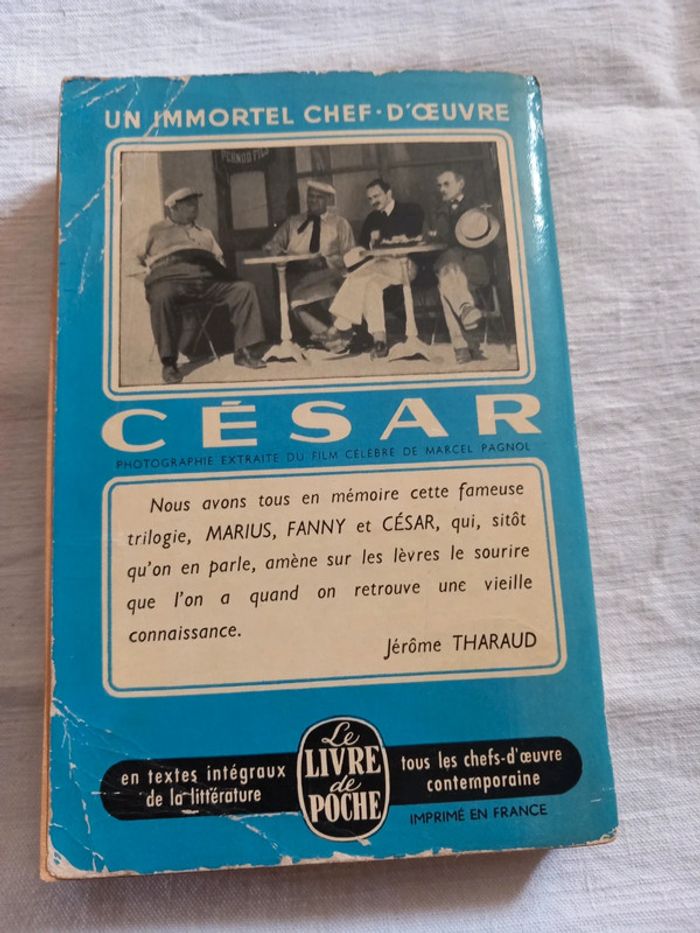 UN IMMORTEL CHEF-D'ŒUVRE
PERNOD FILS
CÉSAR
PHOTOGRAPHIE EXTRAITE DU FILM CÉLÈBRE DE MARCEL PAGNOL
Nous avons tous en mémoire cette fameuse
trilogie, MARIUS, FANNY et CÉSAR, qui, sitôt
qu'on en parle, amène sur les lèvres le sourire
que l'on a quand on retrouve une vieille
connaissance.
Jérôme THARAUD
en textes intégraux
de la littérature
Le
LIVRE
de
POCHE
tous les chefs-d'œuvre
contemporaine
IMPRIMÉ EN FRANCE